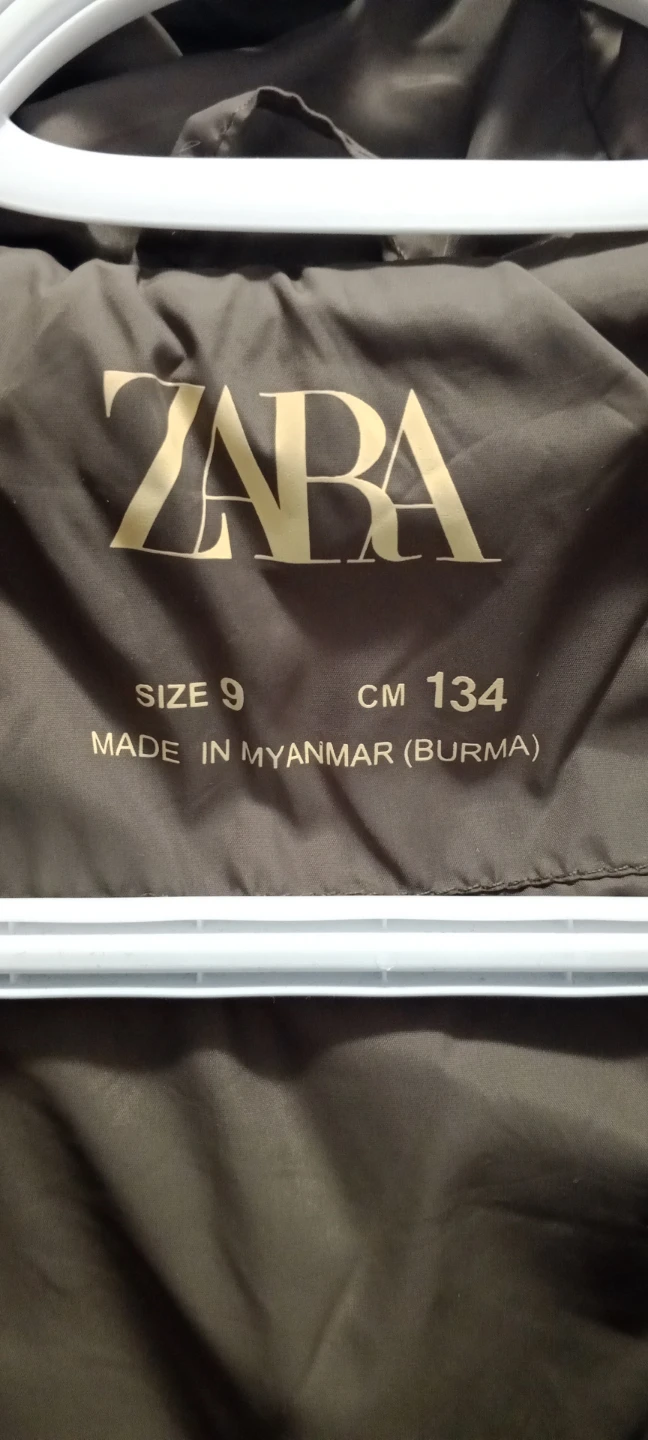 ZARA
SIZE 9 CM 134
MADE IN MYANMAR (BURMA)